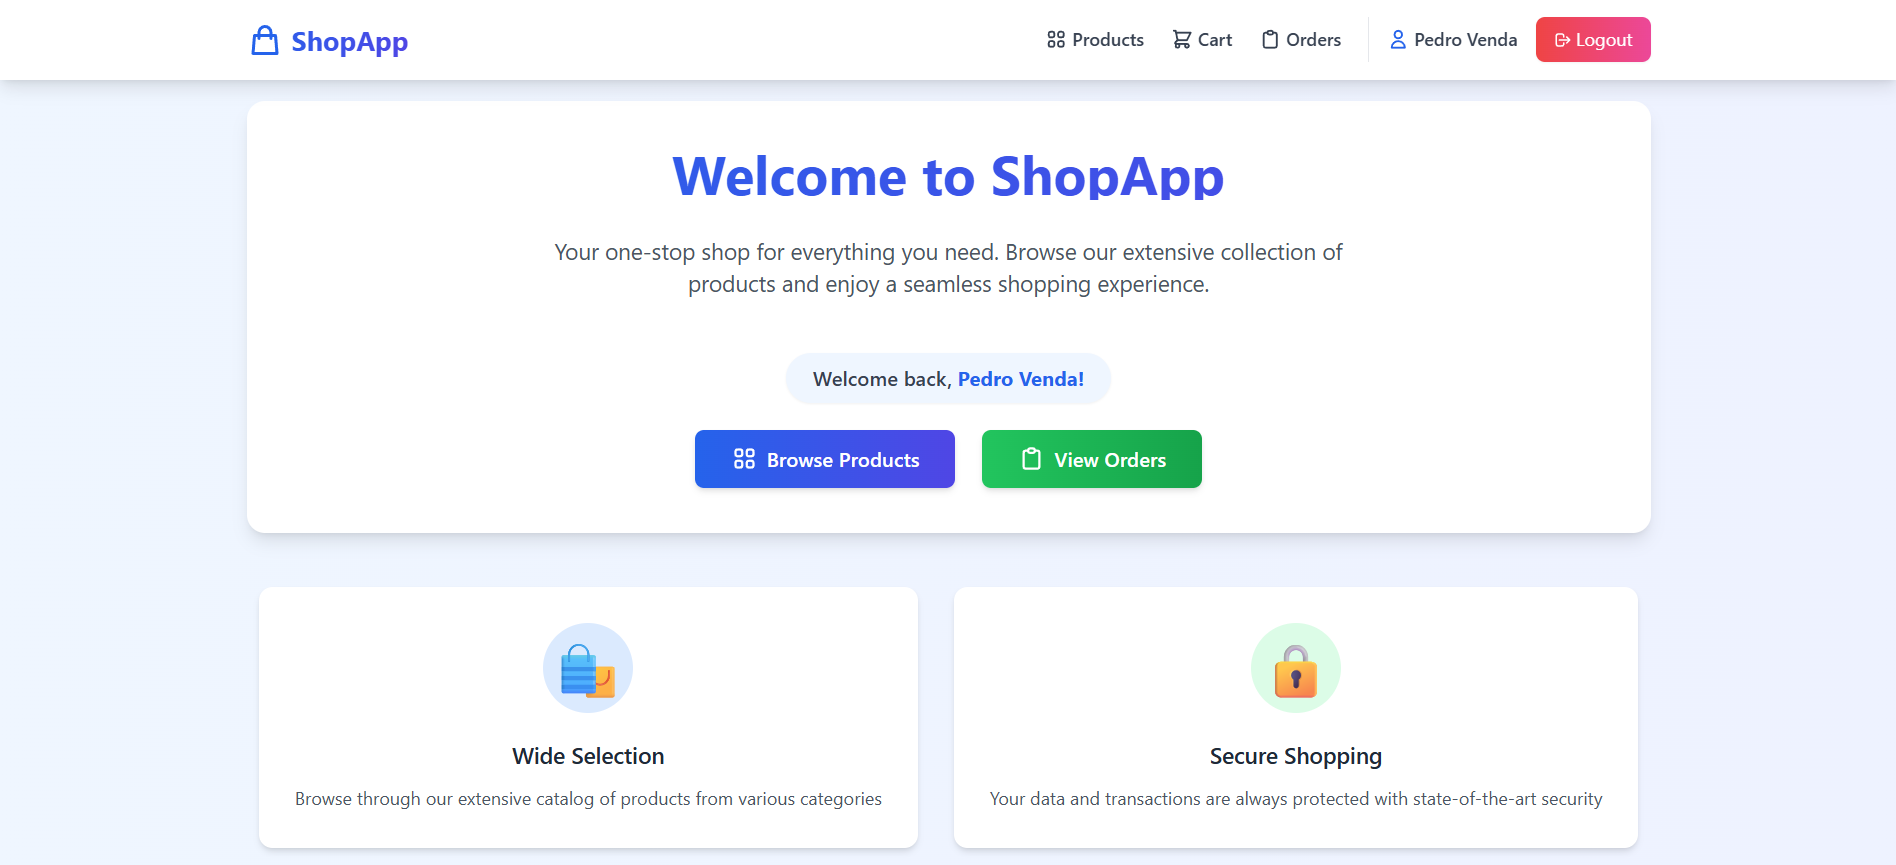 ShopApp
Products
Cart
Orders
Pedro Venda
Logout
Welcome to ShopApp
Your one-stop shop for everything you need. Browse our extensive collection of
products and enjoy a seamless shopping experience.
Welcome back, Pedro Venda!
Browse Products
View Orders
Wide Selection
Browse through our extensive catalog of products from various categories
Secure Shopping
Your data and transactions are always protected with state-of-the-art security